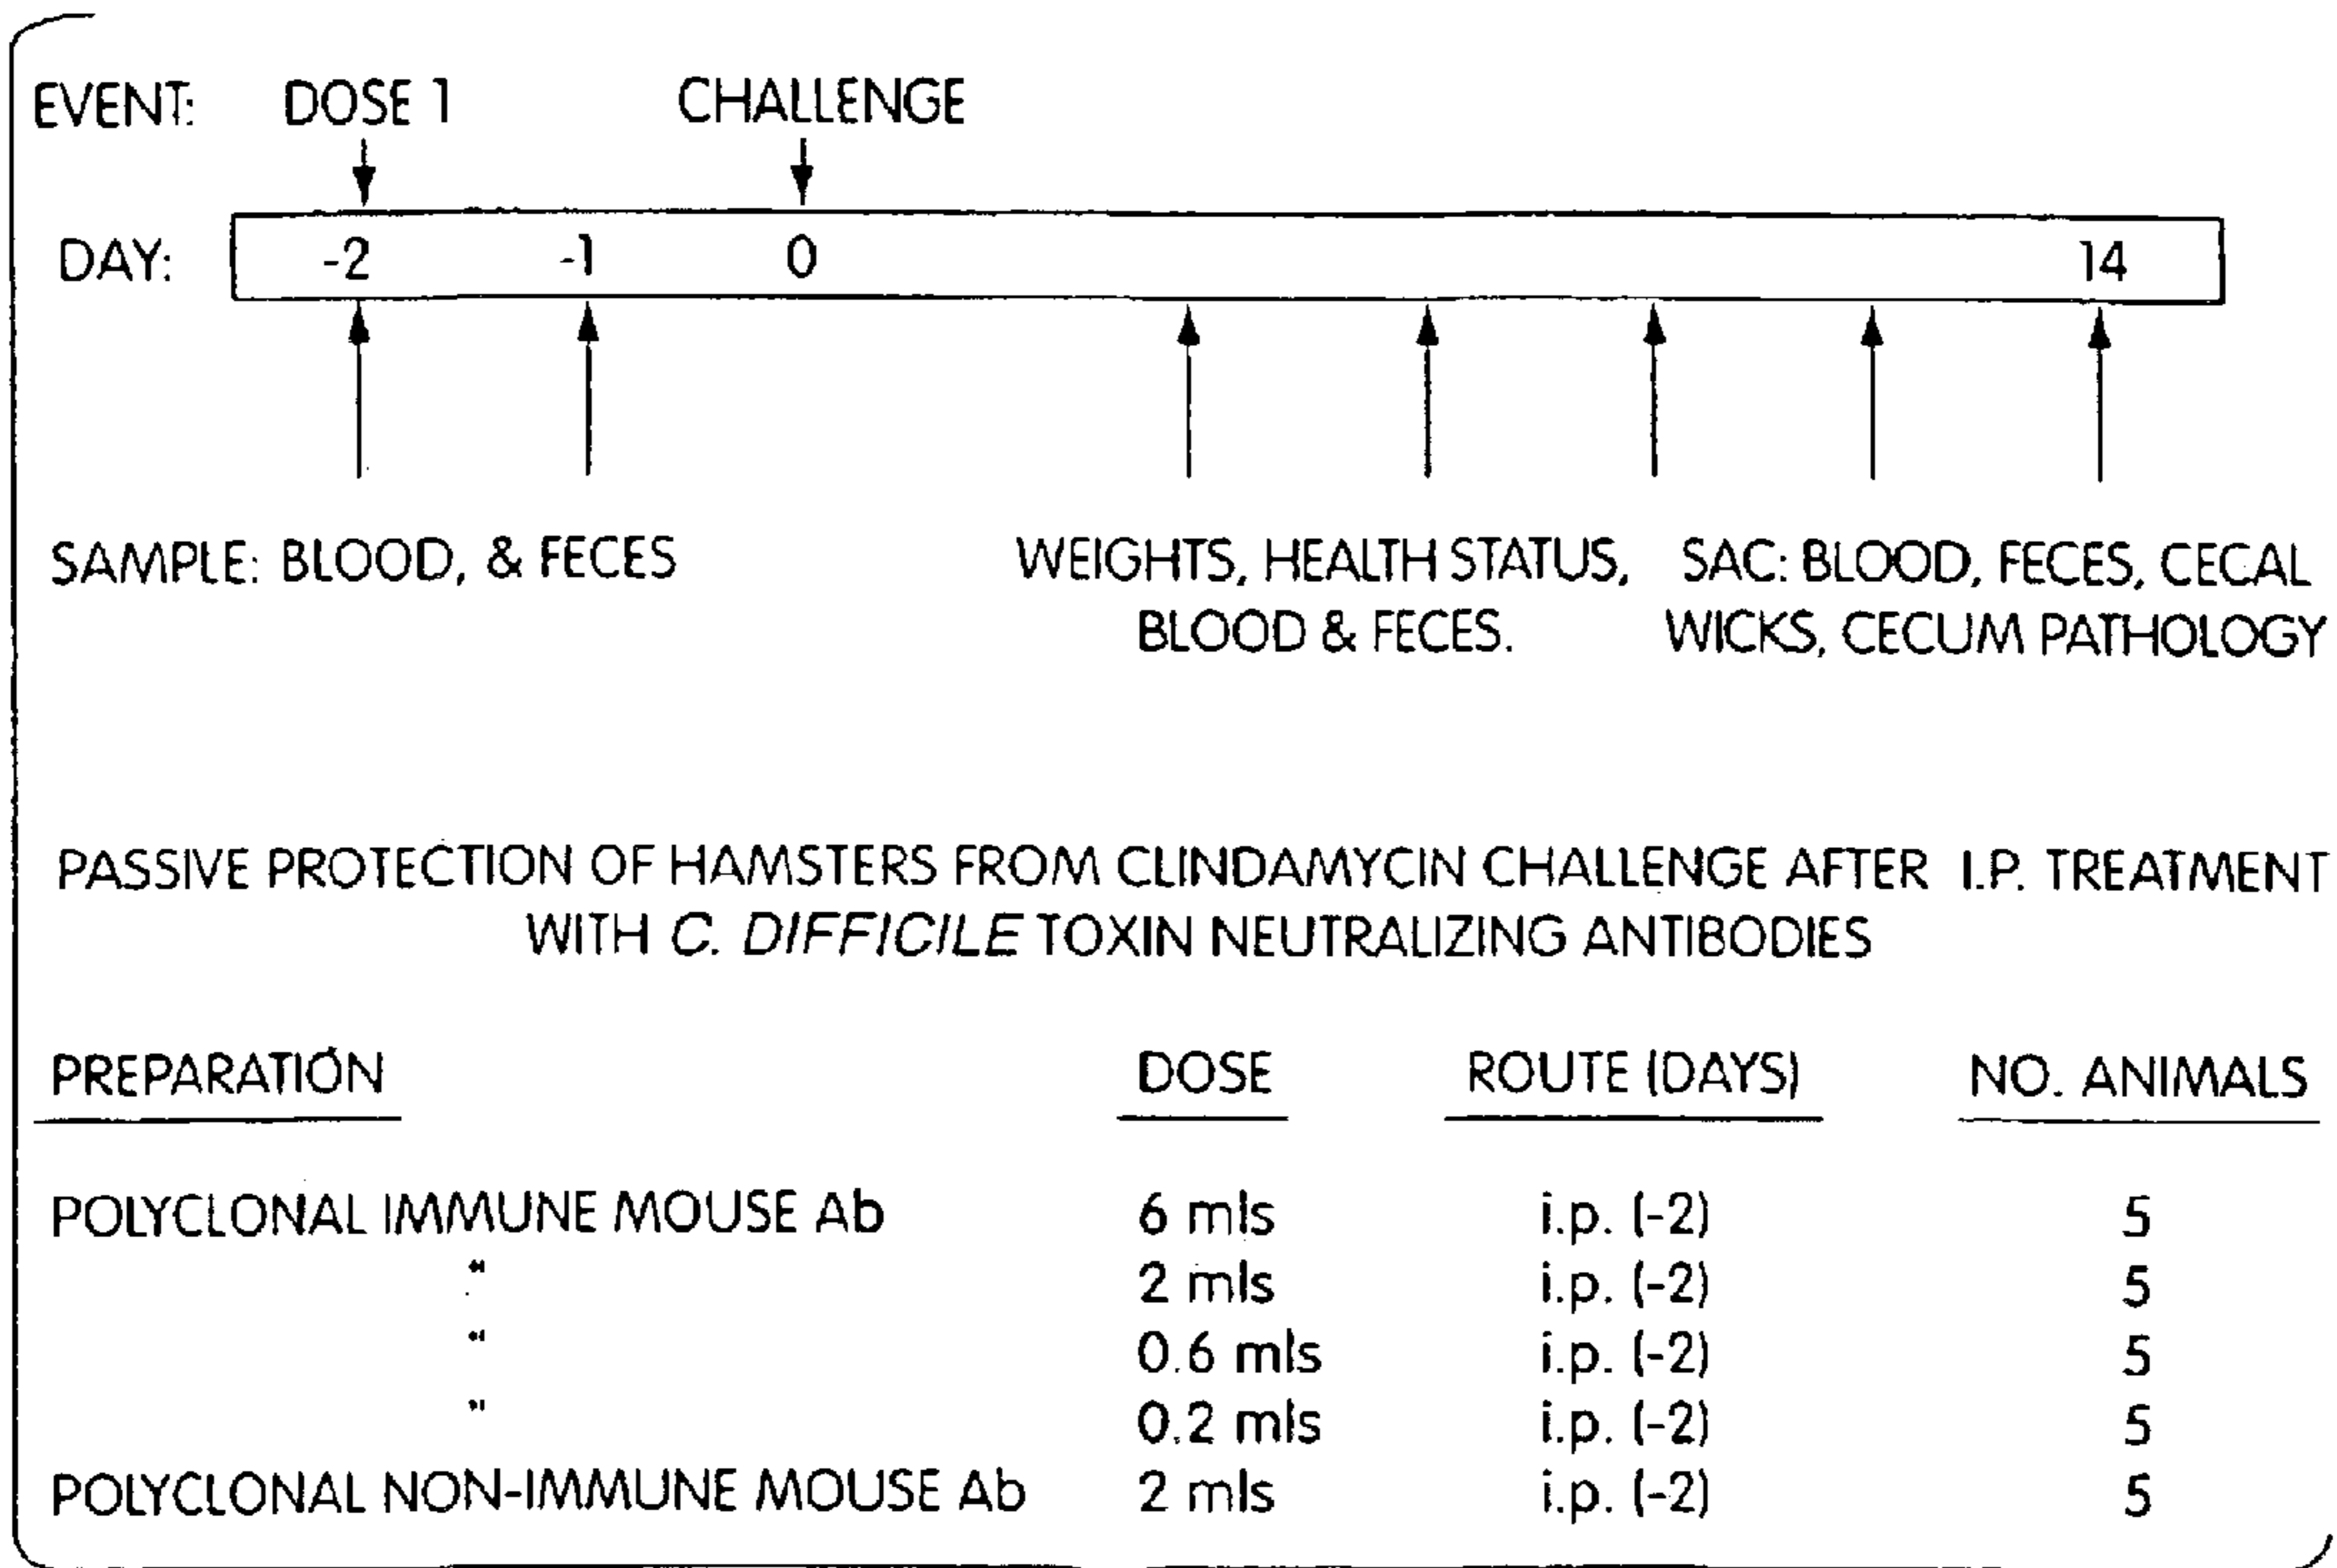 EVENT: DOSE 1 CHALLENGE
DAY: -2 -1 0 14
SAMPLE: BLOOD, & FECES WEIGHTS, HEALTH STATUS, SAC: BLOOD, FECES, CECAL
BLOOD & FECES. WICKS, CECUM PATHOLOGY
PASSIVE PROTECTION OF HAMSTERS FROM CLINDAMYCIN CHALLENGE AFTER I.P. TREATMENT
WITH C. DIFFICILE TOXIN NEUTRALIZING ANTIBODIES
PREPARATION DOSE ROUTE (DAYS) NO. ANIMALS
POLYCLONAL IMMUNE MOUSE Ab 6 mls i.p. (-2) 5
" 2 mls i.p. (-2) 5
" 0.6 mls i.p. (-2) 5
" 0.2 mls i.p. (-2) 5
POLYCLONAL NON-IMMUNE MOUSE Ab 2 mls i.p. (-2) 5